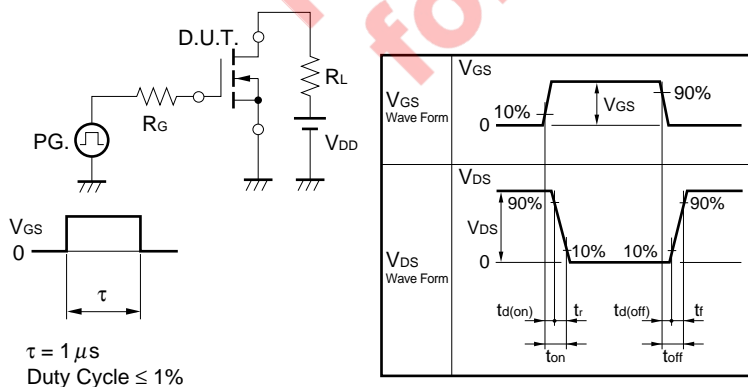 D.U.T.
RL
RG
PG.
VDD
VGS
0
τ
τ = 1 μs
Duty Cycle ≤ 1%
VGS
Wave Form
VGS
10%
VGS
90%
0
VDS
Wave Form
VDS
90%
VDS
90%
10%
10%
0
td(on)
tr
td(off)
tf
ton
toff